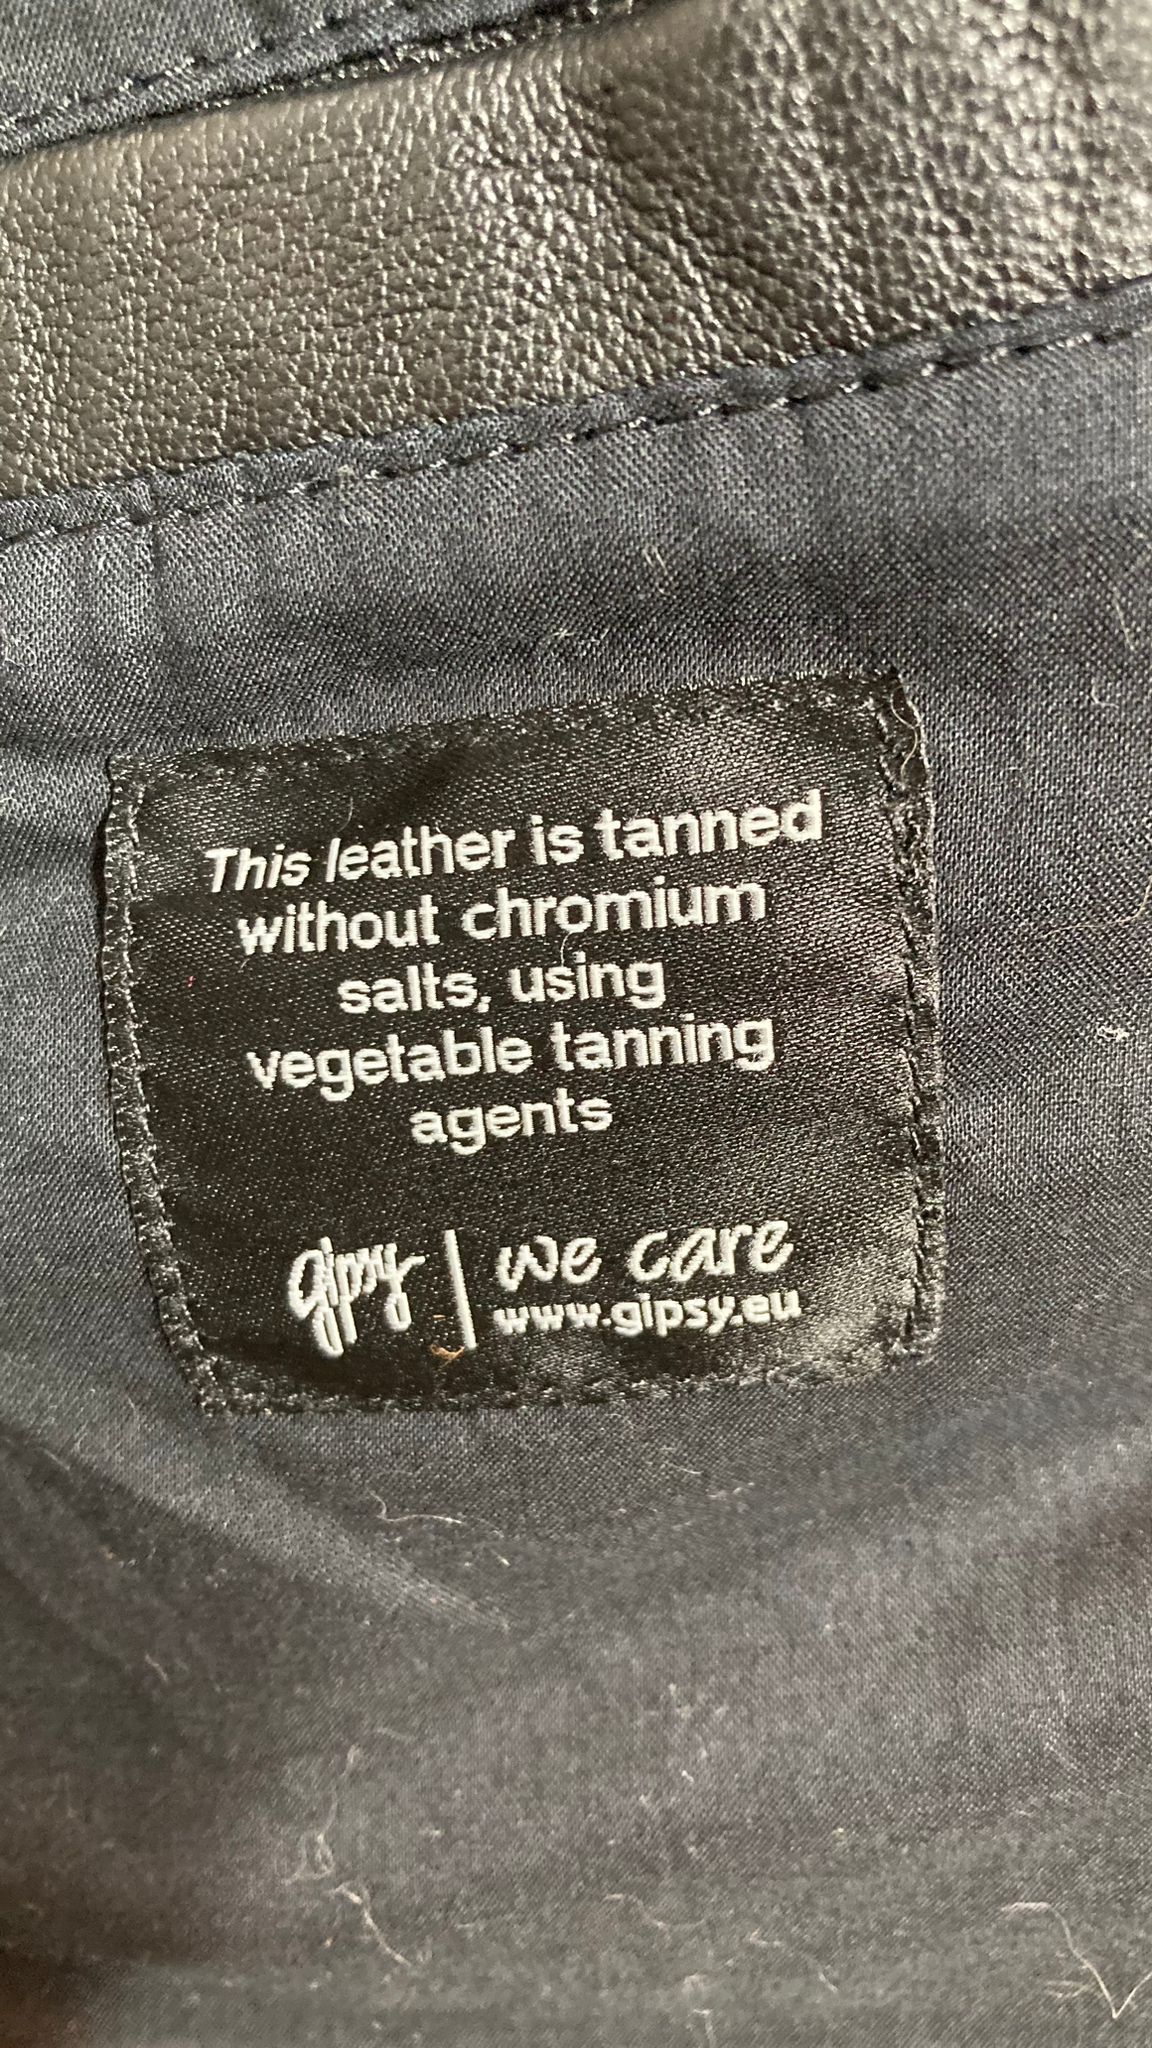 This leather is tanned
without chromium
salts, using
vegetable tanning
agents
gipsy | we care
www.gipsy.eu